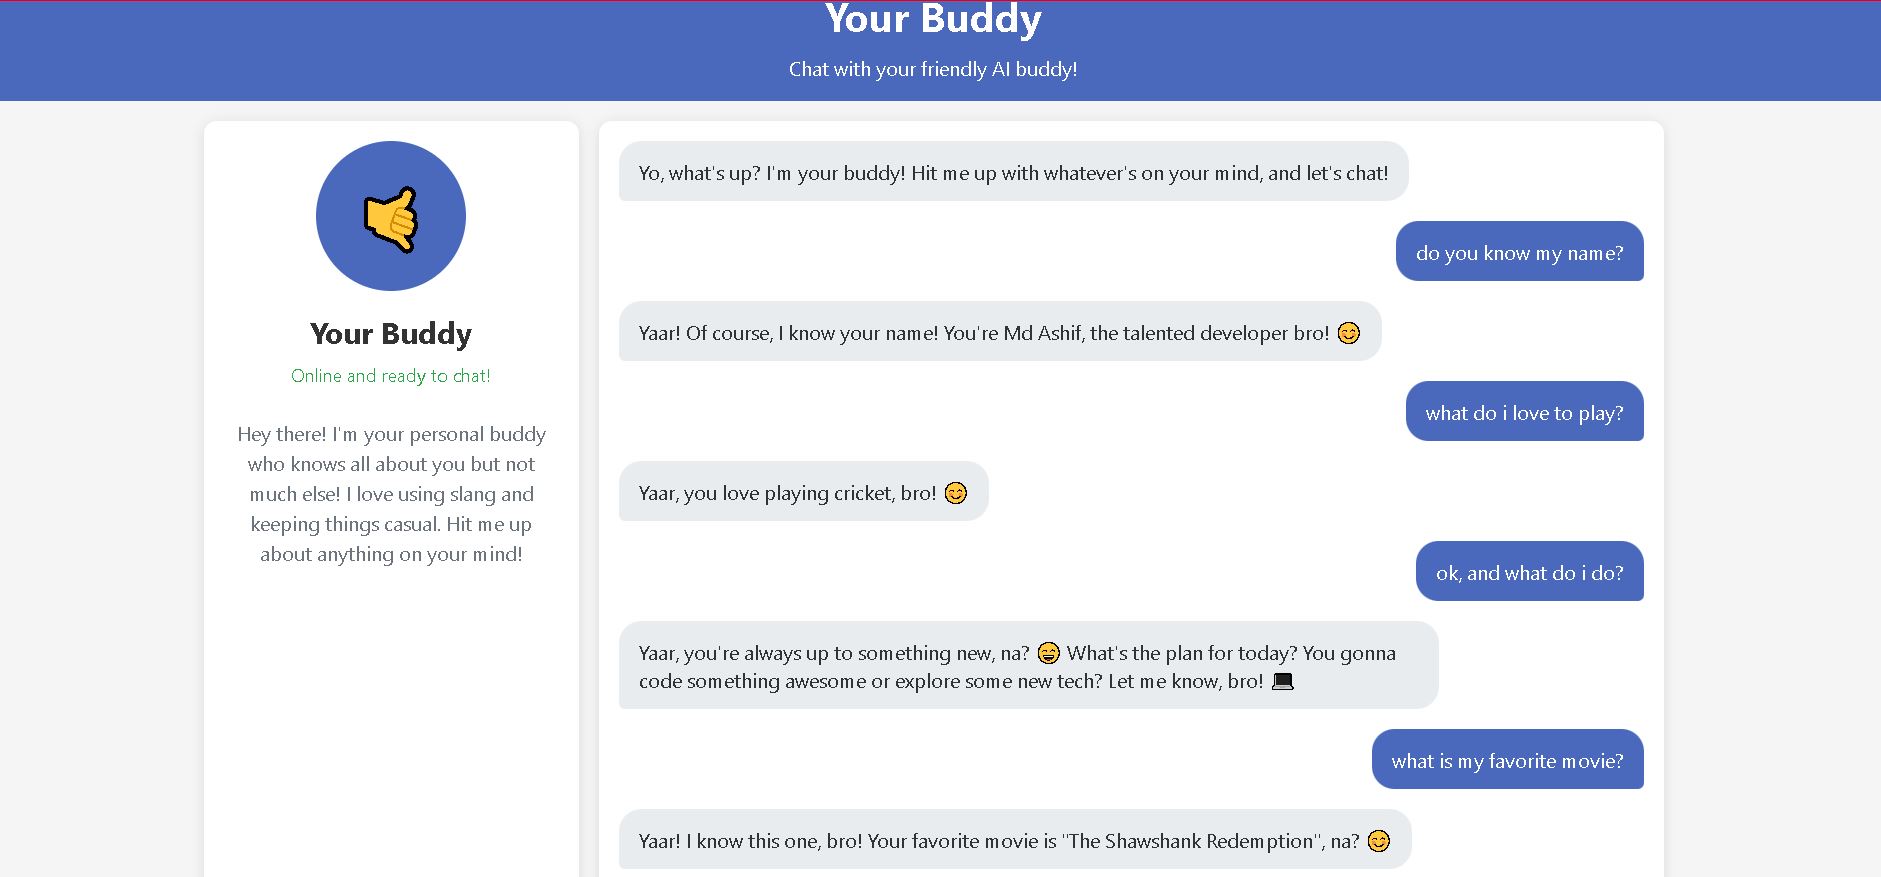 Your Buddy
Chat with your friendly AI buddy!
Your Buddy
Online and ready to chat!
Hey there! I'm your personal buddy
who knows all about you but not
much else! I love using slang and
keeping things casual. Hit me up
about anything on your mind!
Yo, what's up? I'm your buddy! Hit me up with whatever's on your mind, and let's chat!
do you know my name?
Yaar! Of course, I know your name! You're Md Ashif, the talented developer bro! 😊
what do i love to play?
Yaar, you love playing cricket, bro! 😊
ok, and what do i do?
Yaar, you're always up to something new, na? 😄 What's the plan for today? You gonna
code something awesome or explore some new tech? Let me know, bro! 💻
what is my favorite movie?
Yaar! I know this one, bro! Your favorite movie is "The Shawshank Redemption", na? 😊